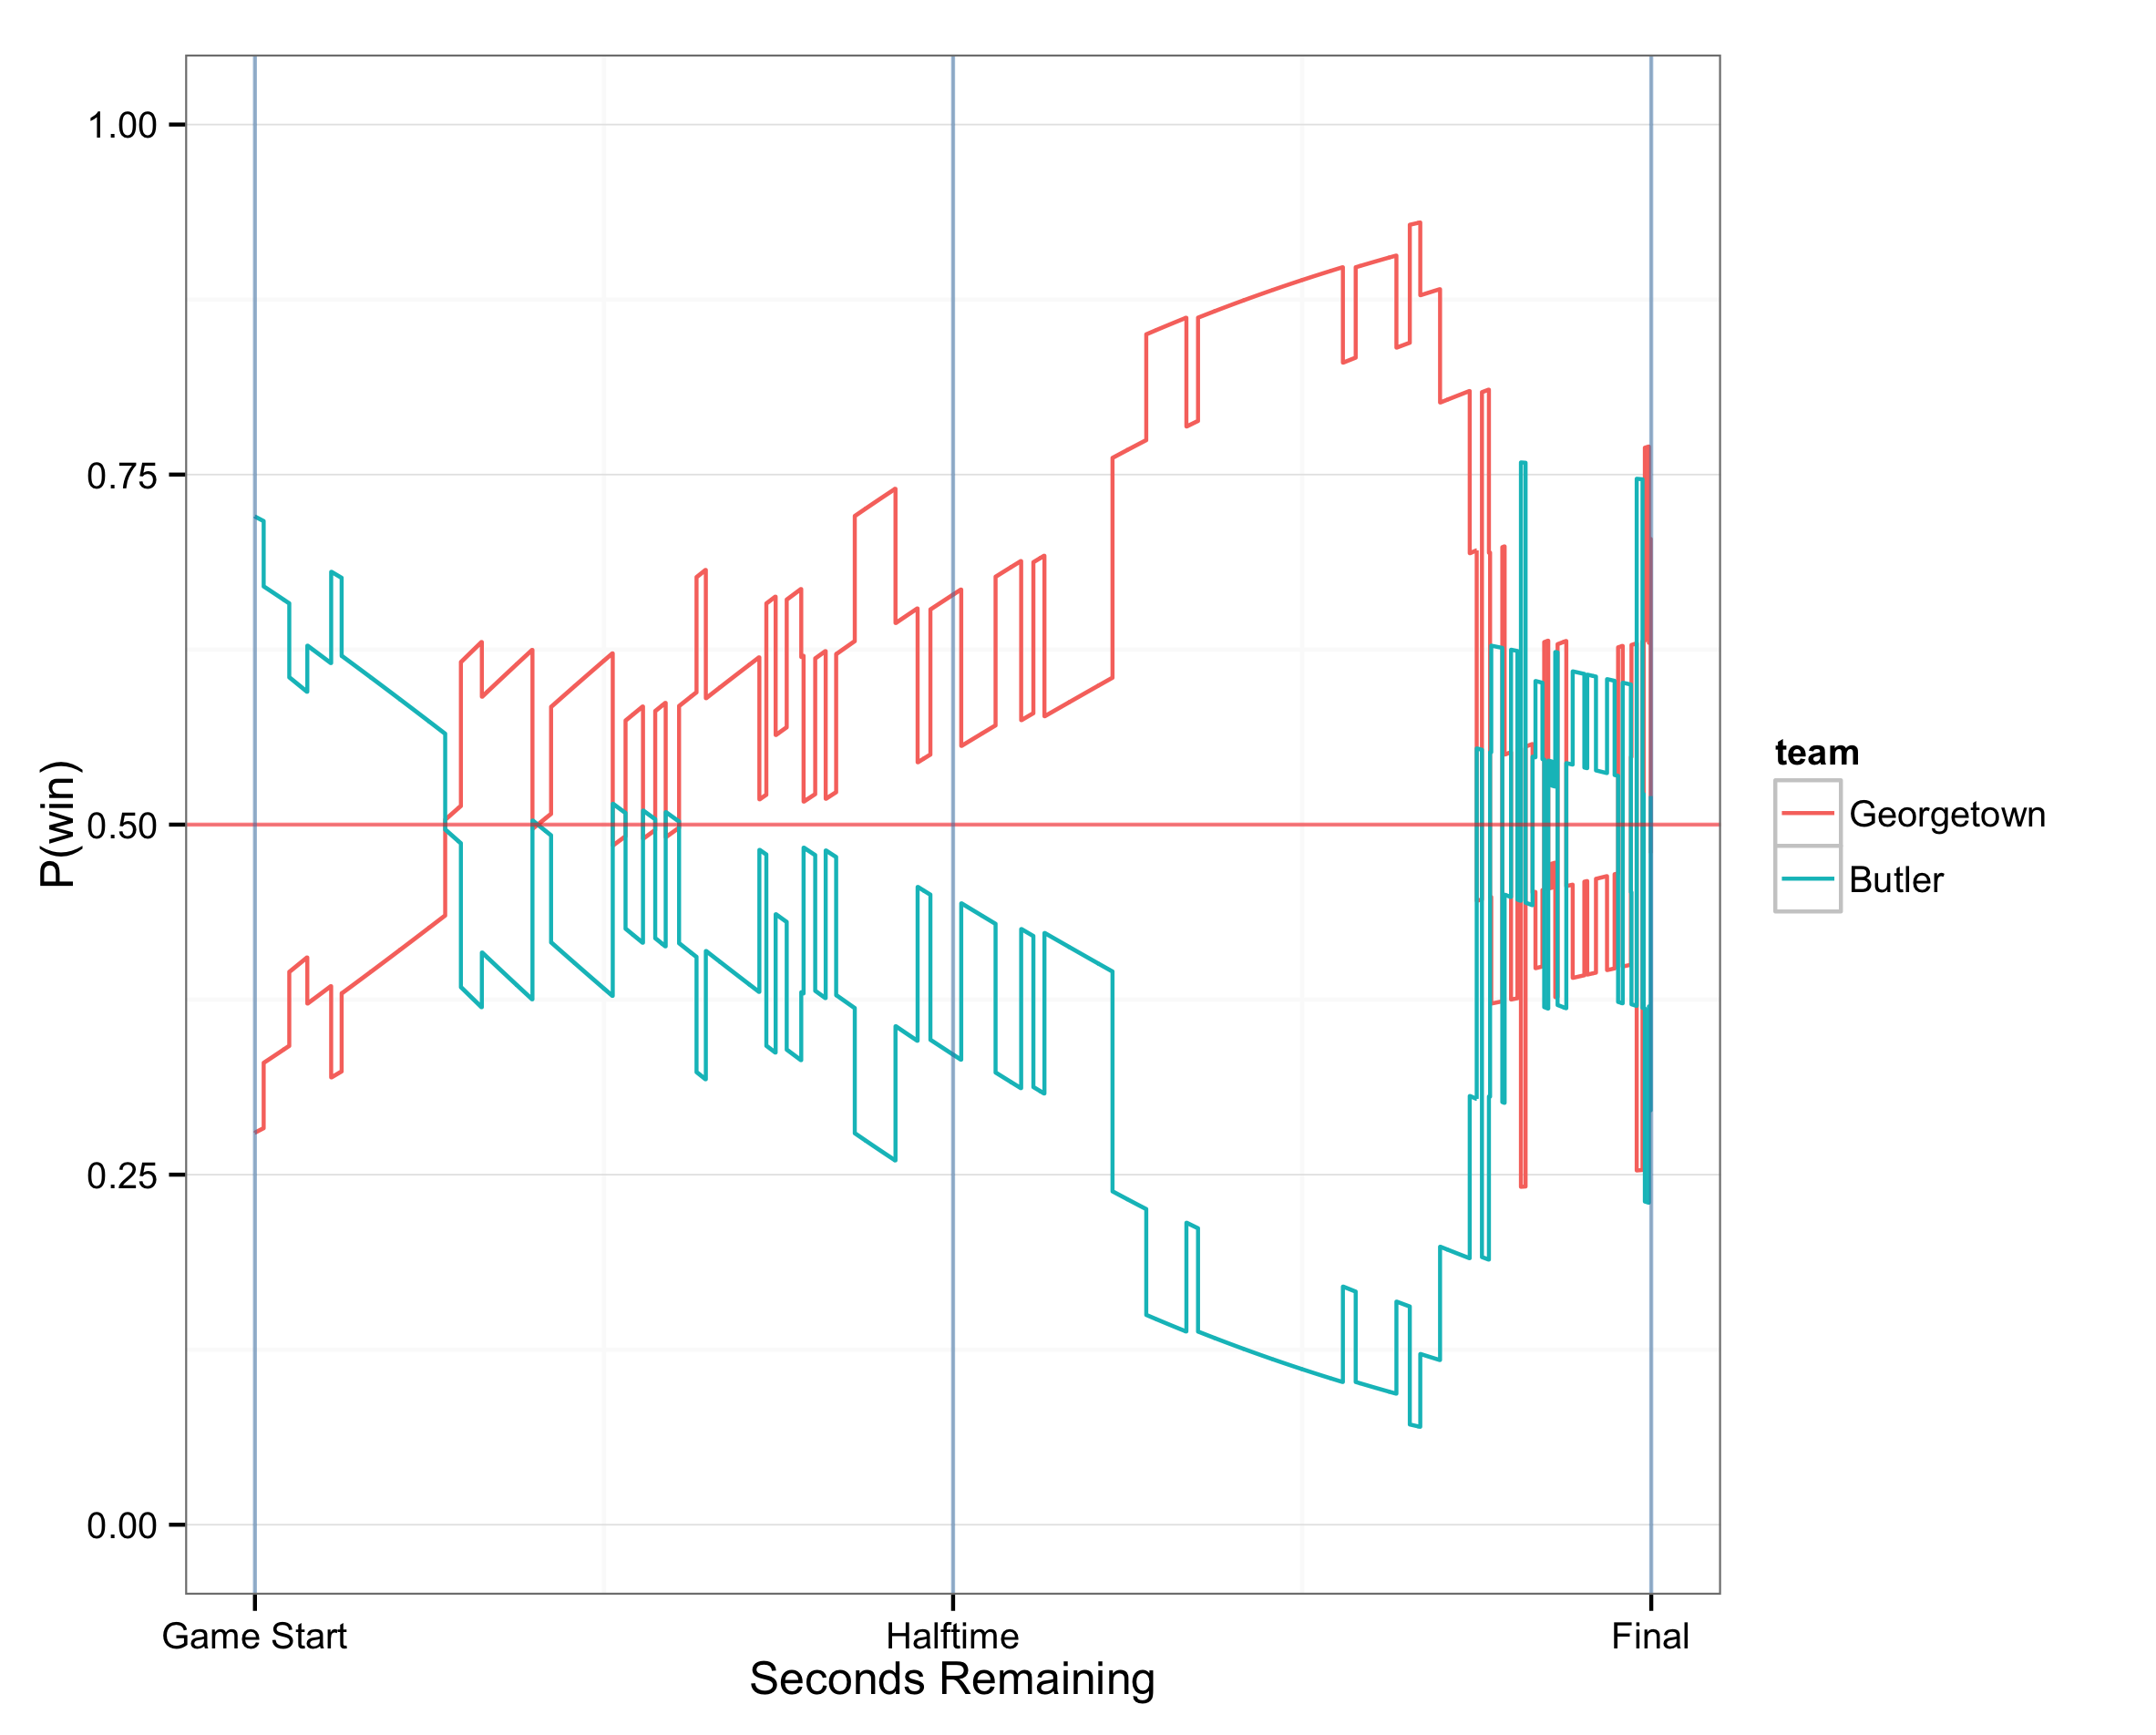 1.00
0.75
0.50
0.25
0.00
P(win)
Game Start
Halftime
Final
Seconds Remaining
team
Georgetown
Butler